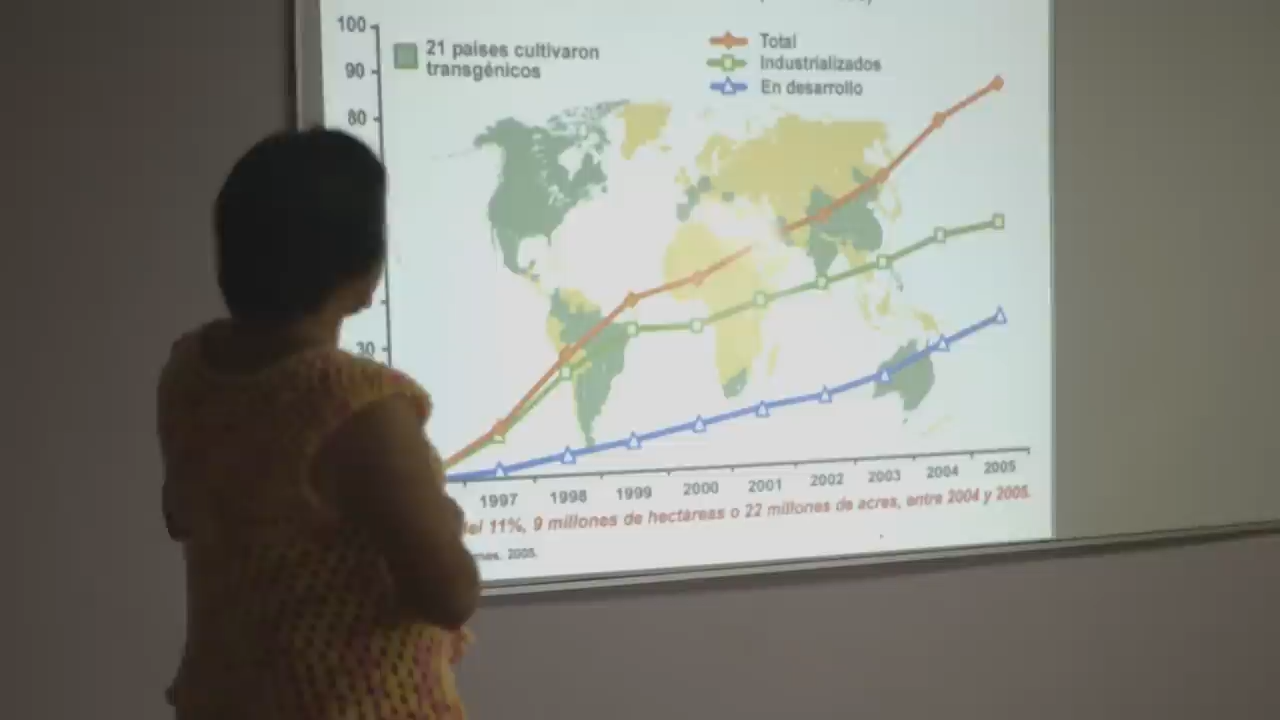 100
90
80
30
21 países cultivaron
transgénicos
Total
Industrializados
En desarrollo
1997 1998 1999 2000 2001 2002 2003 2004 2005
del 11%, 9 millones de hectáreas o 22 millones de acres, entre 2004 y 2005.
2005.